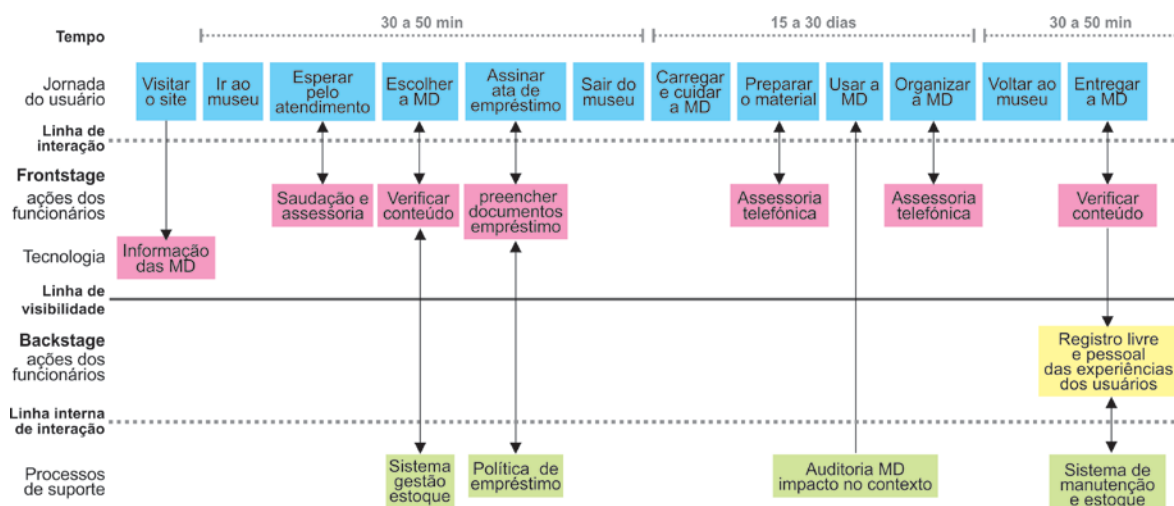 30 a 50 min
15 a 30 dias
30 a 50 min
Tempo
Jornada
do usuário
Visitar
o site
Ir ao
museu
Esperar
pelo
atendimento
Escolher
a MD
Assinar
ata de
empréstimo
Sair do
museu
Carregar
e cuidar
a MD
Preparar
o material
Usar a
MD
Organizar
a MD
Voltar ao
museu
Entregar
a MD
Linha de
interação
Frontstage
ações dos
funcionários
Saudação e
assessoria
Verificar
conteúdo
preencher
documentos
empréstimo
Assessoria
telefónica
Assessoria
telefónica
Verificar
conteúdo
Tecnologia
Informação
das MD
Linha de
visibilidade
Backstage
ações dos
funcionários
Registro livre
e pessoal
das experiências
dos usuários
Linha interna
de interação
Processos
de suporte
Sistema
gestão
estoque
Política de
empréstimo
Auditoria MD
impacto no contexto
Sistema de
manutenção
e estoque